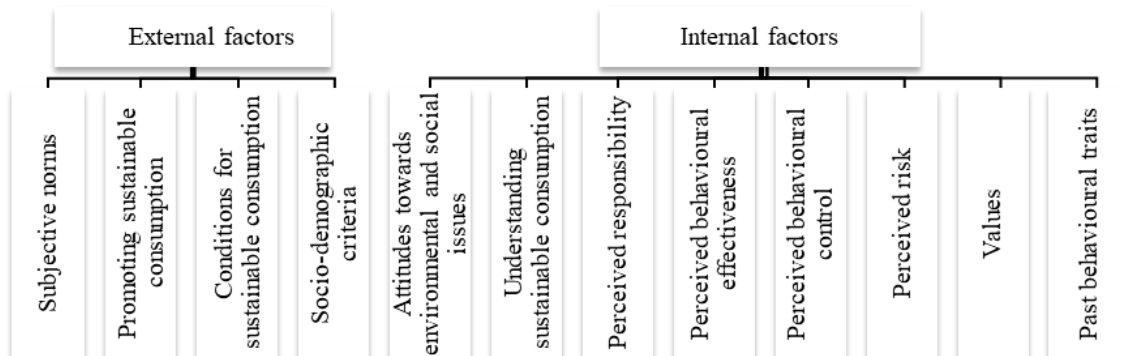 External factors
Internal factors
Subjective norms
Promoting sustainable
consumption
Conditions for
sustainable consumption
Socio-demographic
criteria
Attitudes towards
environmental and social
issues
Understanding
sustainable consumption
Perceived responsibility
Perceived behavioural
effectiveness
Perceived behavioural
control
Perceived risk
Values
Past behavioural traits